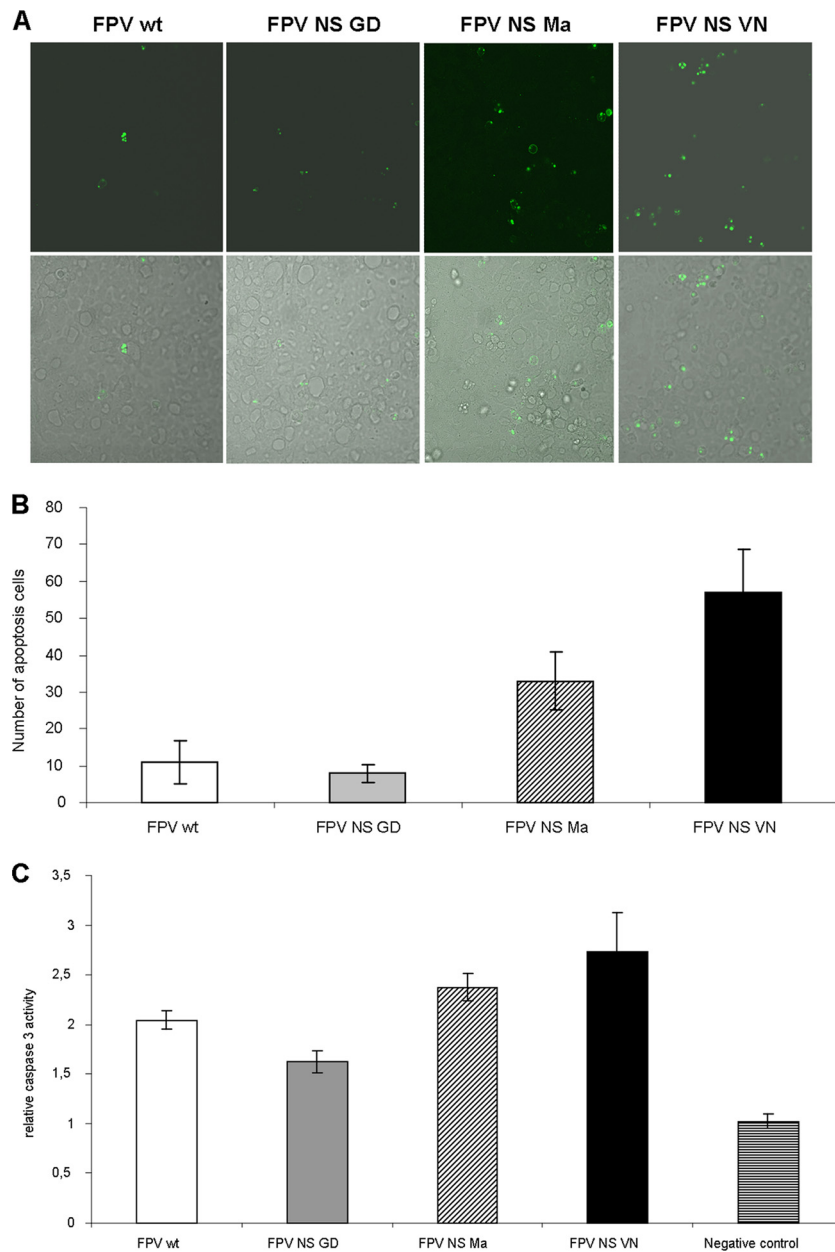 A
FPV wt
FPV NS GD
FPV NS Ma
FPV NS VN
B
80
70
60
50
40
30
20
10
0
Number of apoptosis cells
FPV wt
FPV NS GD
FPV NS Ma
FPV NS VN
C
3,5
3
2,5
2
1,5
1
0,5
0
relative caspase 3 activity
FPV wt
FPV NS GD
FPV NS Ma
FPV NS VN
Negative control